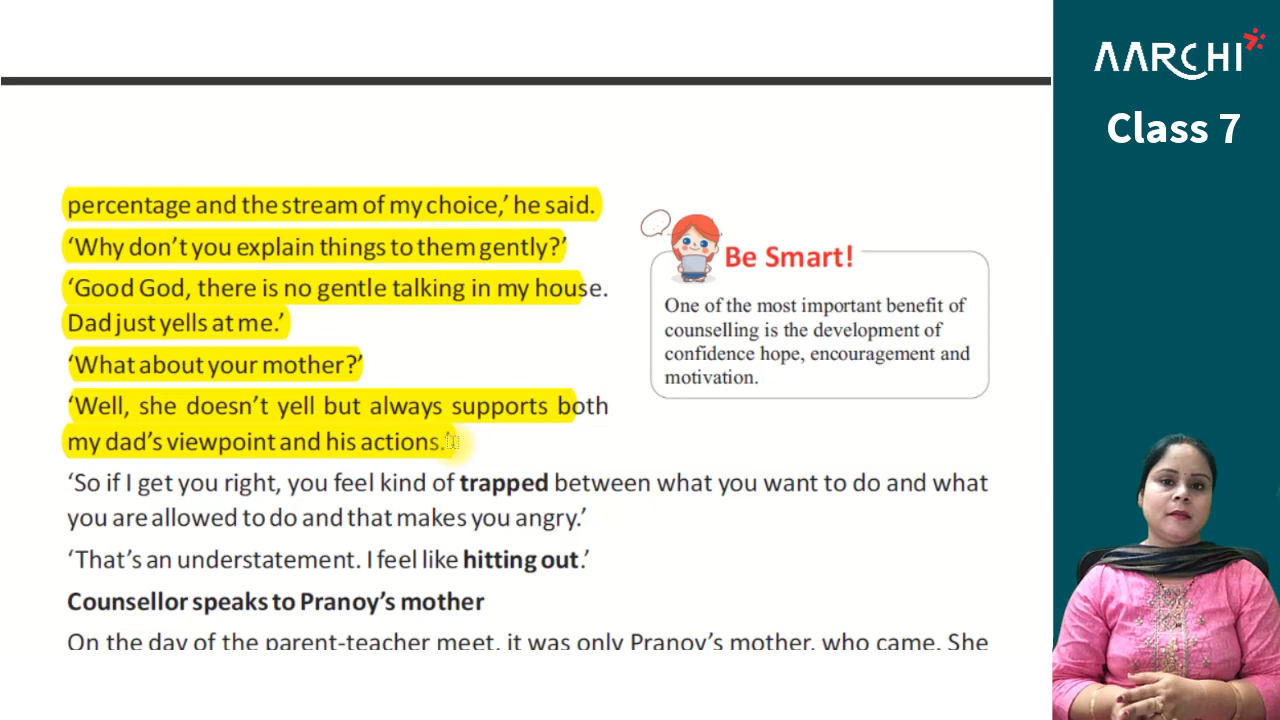 percentage and the stream of my choice,’ he said.
‘Why don’t you explain things to them gently?’
‘Good God, there is no gentle talking in my house.
Dad just yells at me.’
‘What about your mother?’
‘Well, she doesn’t yell but always supports both
my dad’s viewpoint and his actions.’
Be Smart!
One of the most important benefit of
counselling is the development of
confidence hope, encouragement and
motivation.
‘So if I get you right, you feel kind of trapped between what you want to do and what
you are allowed to do and that makes you angry.’
‘That’s an understatement. I feel like hitting out.’
Counsellor speaks to Pranoy’s mother
On the day of the parent-teacher meet, it was only Pranoy’s mother, who came. She
AARCHI
Class 7